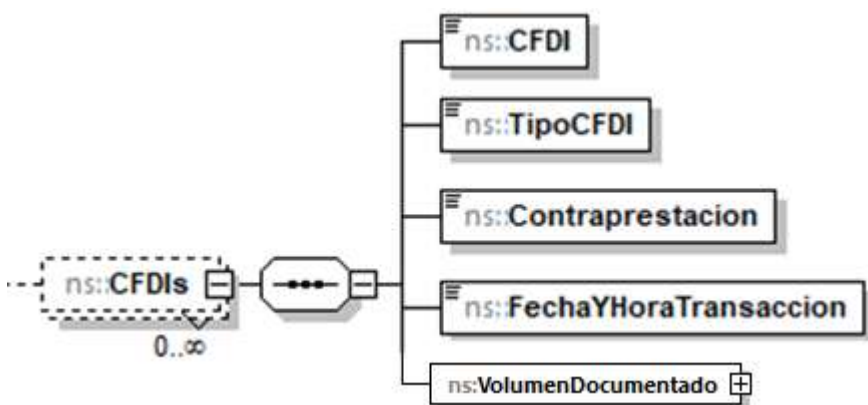 ns::CFDI
ns::TipoCFDI
ns::Contraprestacion
ns::CFDIs
0..∞
ns::FechaYHoraTransaccion
ns:VolumenDocumentado